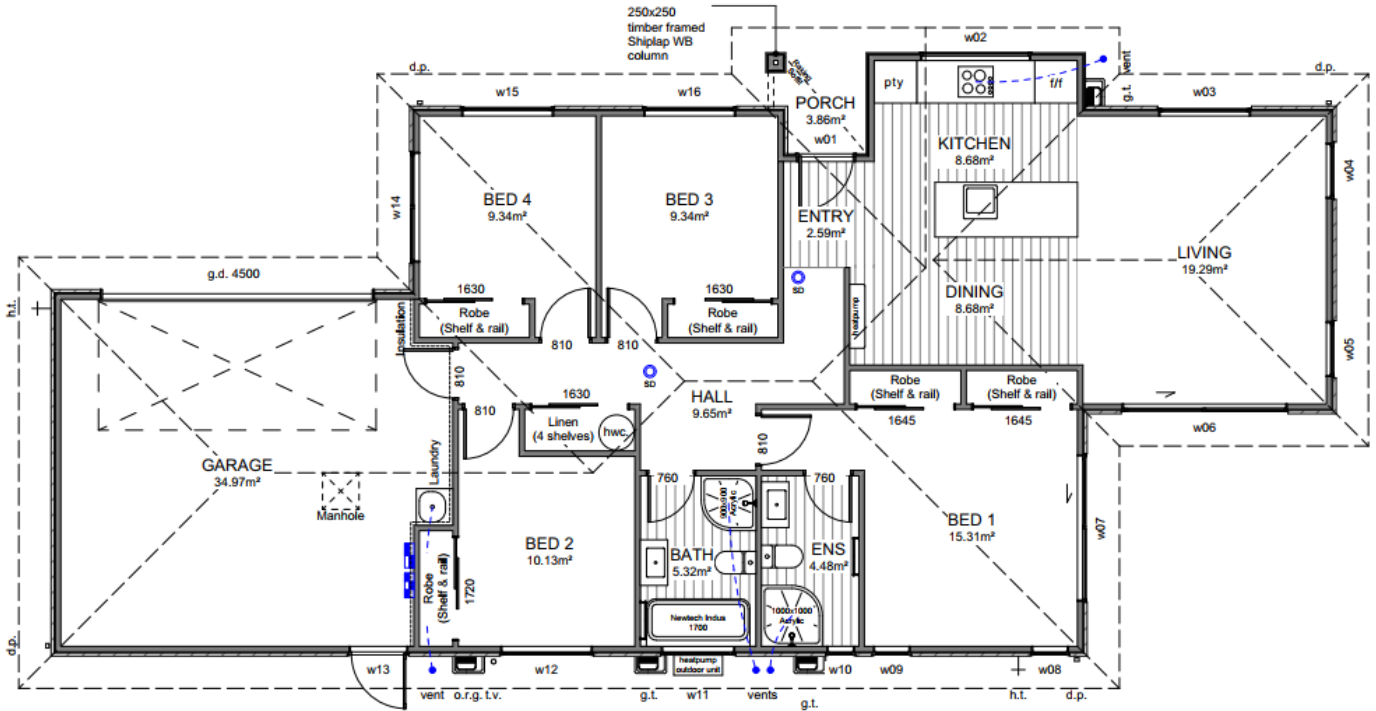 250x250
timber framed
Shiplap WB
column
w02
vent
d.p.
d.p.
w15
w16
PORCH
3.86m²
w01
pty
f/f
g.t.
w03
KITCHEN
8.68m²
w04
w14
BED 4
9.34m²
BED 3
9.34m²
ENTRY
2.59m²
LIVING
19.29m²
g.d. 4500
h.t.
SD
1630
1630
DINING
8.68m²
Insulation
Robe
(Shelf & rail)
Robe
(Shelf & rail)
heatpump
w05
810
810
810
SD
HALL
9.65m²
Robe
(Shelf & rail)
Robe
(Shelf & rail)
1630
810
Linen
(4 shelves)
hwc.
1645
1645
w06
810
GARAGE
34.97m²
Laundry
Manhole
760
900x900
Acrylic
760
BED 1
15.31m²
w07
BED 2
10.13m²
BATH
5.32m²
ENS
4.48m²
Robe
(Shelf & rail)
1720
Newtech Indus
1700
1000x1000
Acrylic
d.p.
w13
w12
heatpump
outdoor unit
w10
w09
w08
vent
o.r.g.
t.v.
g.t.
w11
vents
g.t.
h.t.
d.p.